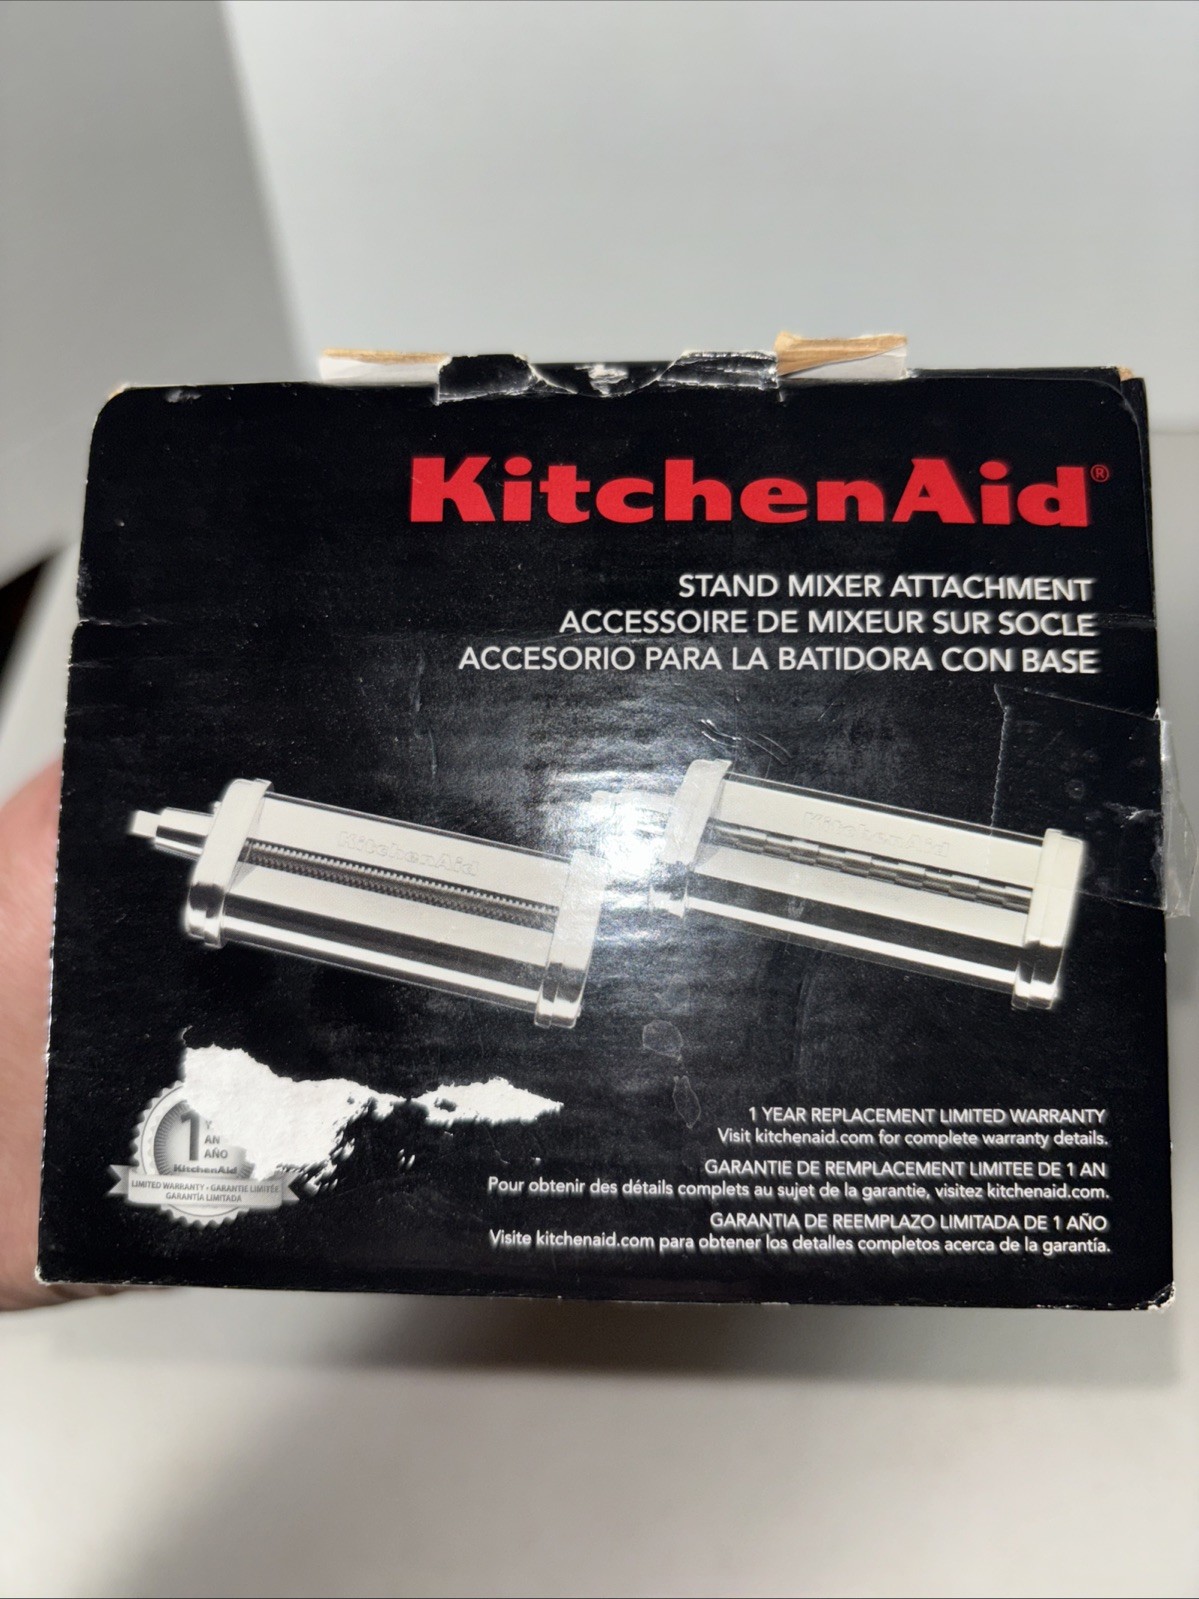 KitchenAid®
STAND MIXER ATTACHMENT
ACCESSOIRE DE MIXEUR SUR SOCLE
ACCESORIO PARA LA BATIDORA CON BASE
KitchenAid
KitchenAid
1 YEAR REPLACEMENT LIMITED WARRANTY
Visit kitchenaid.com for complete warranty details.
GARANTIE DE REMPLACEMENT LIMITEE DE 1 AN
Pour obtenir des détails complets au sujet de la garantie, visitez kitchenaid.com.
GARANTIA DE REEMPLAZO LIMITADA DE 1 AÑO
Visite kitchenaid.com para obtener los detalles completos acerca de la garantía.
1
AN
AÑO
KitchenAid
LIMITED WARRANTY • GARANTIE LIMITÉE
GARANTÍA LIMITADA